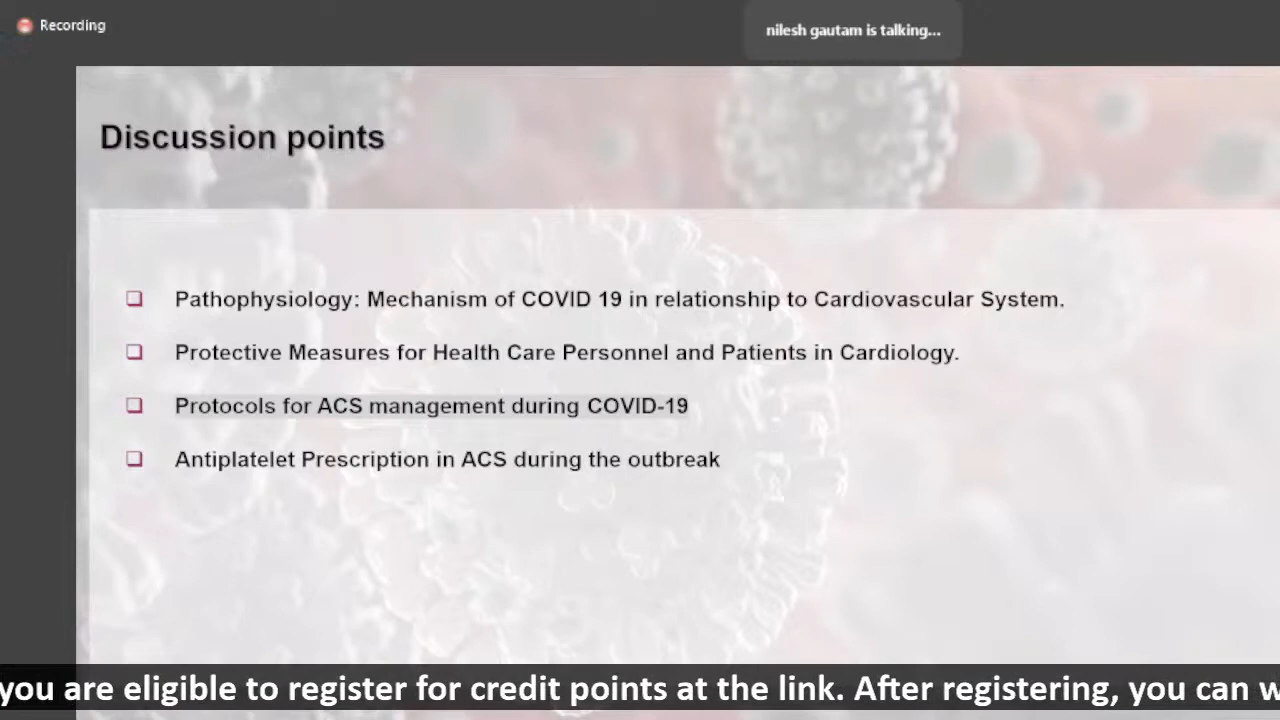 Recording
nilesh gautam is talking...
Discussion points
Pathophysiology: Mechanism of COVID 19 in relationship to Cardiovascular System.
Protective Measures for Health Care Personnel and Patients in Cardiology.
Protocols for ACS management during COVID-19
Antiplatelet Prescription in ACS during the outbreak
you are eligible to register for credit points at the link. After registering, you can